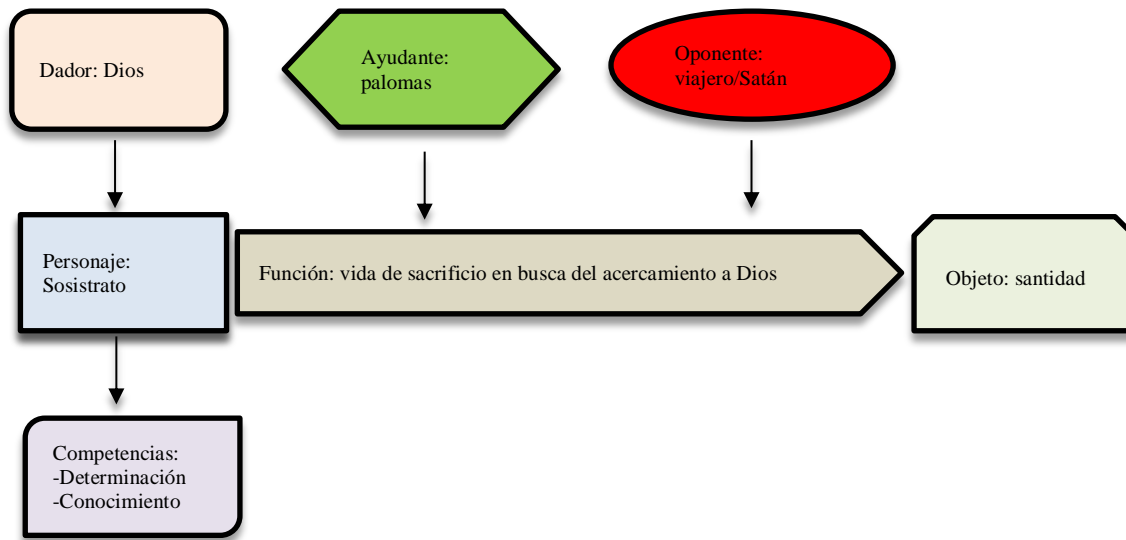 Dador: Dios
Ayudante:
palomas
Oponente:
viajero/Satán
Personaje:
Sosistrato
Función: vida de sacrificio en busca del acercamiento a Dios
Objeto: santidad
Competencias:
-Determinación
-Conocimiento